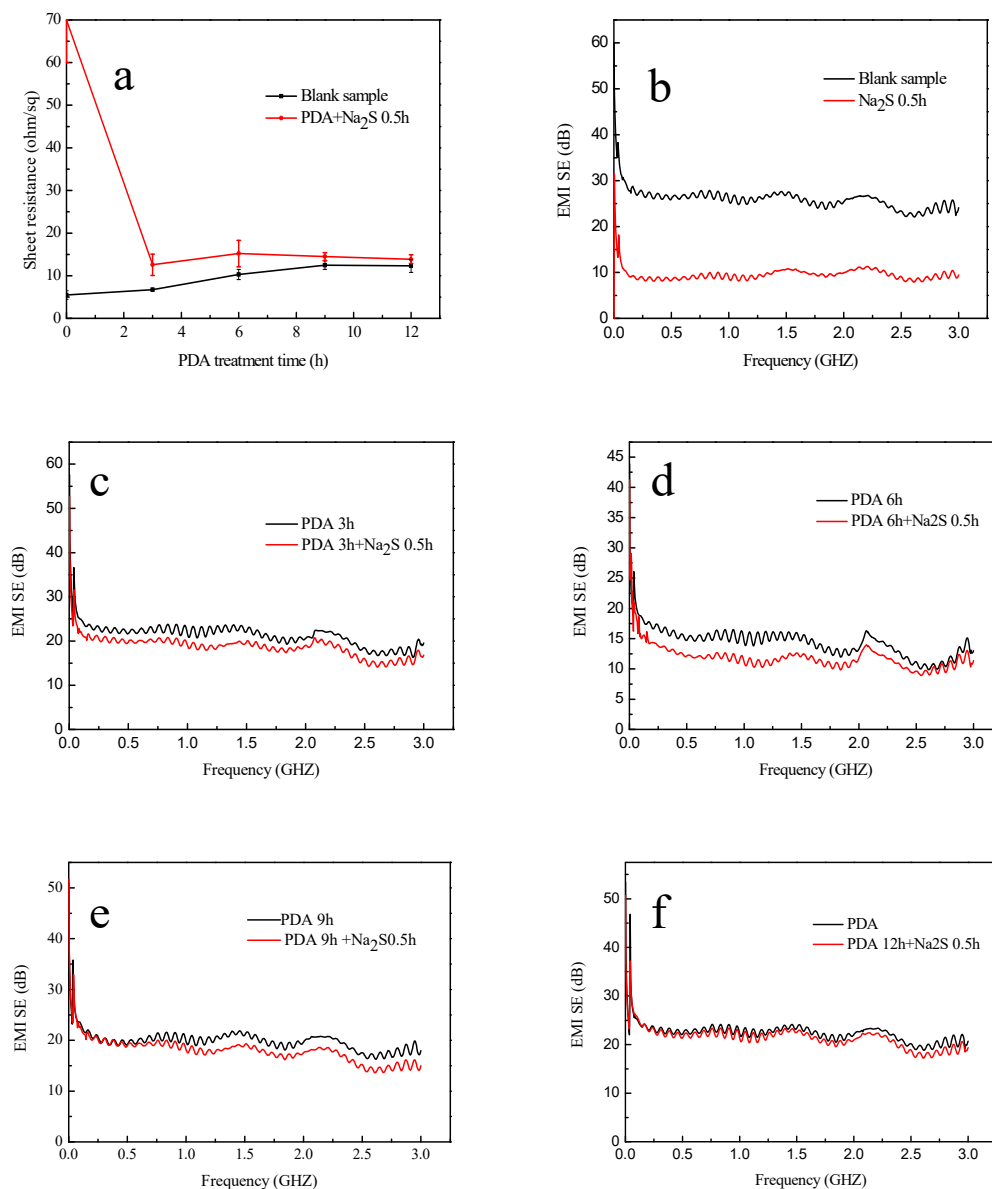 a
Blank sample
PDA+Na₂S 0.5h
Sheet resistance (ohm/sq)
70
60
50
40
30
20
10
0
0 2 4 6 8 10 12
PDA treatment time (h)
b
Blank sample
Na₂S 0.5h
EMI SE (dB)
60
50
40
30
20
10
0
0.0 0.5 1.0 1.5 2.0 2.5 3.0
Frequency (GHZ)
c
PDA 3h
PDA 3h+Na₂S 0.5h
EMI SE (dB)
60
50
40
30
20
10
0
0.0 0.5 1.0 1.5 2.0 2.5 3.0
Frequency (GHZ)
d
PDA 6h
PDA 6h+Na2S 0.5h
EMI SE (dB)
45
40
35
30
25
20
15
10
5
0
0.0 0.5 1.0 1.5 2.0 2.5 3.0
Frequency (GHZ)
e
PDA 9h
PDA 9h +Na₂S0.5h
EMI SE (dB)
50
40
30
20
10
0
0.0 0.5 1.0 1.5 2.0 2.5 3.0
Frequency (GHZ)
f
PDA
PDA 12h+Na2S 0.5h
EMI SE (dB)
50
40
30
20
10
0
0.0 0.5 1.0 1.5 2.0 2.5 3.0
Frequency (GHZ)